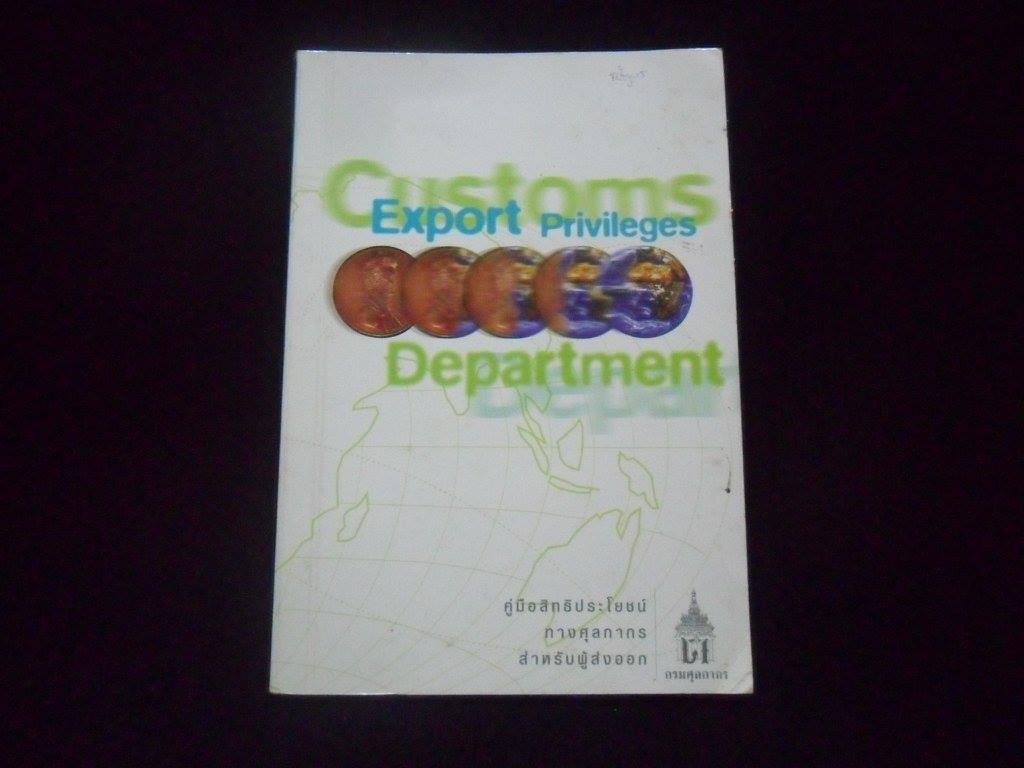 Customs
Export Privileges
Department
Depar
คู่มือสิทธิประโยชน์
ทางศุลกากร
สำหรับผู้ส่งออก
กรมศุลกากร